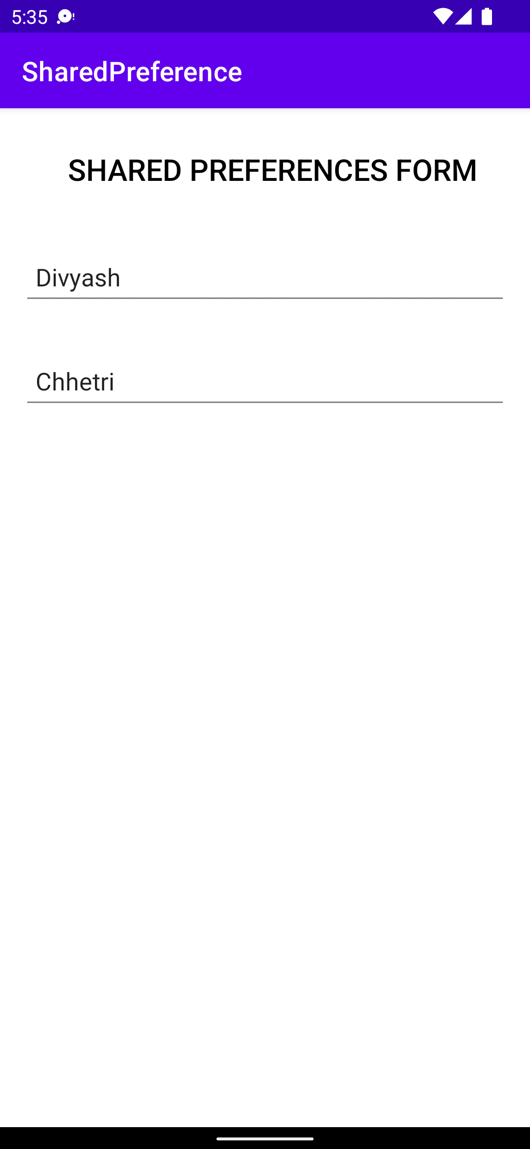 5:35
SharedPreference
SHARED PREFERENCES FORM
Divyash
Chhetri